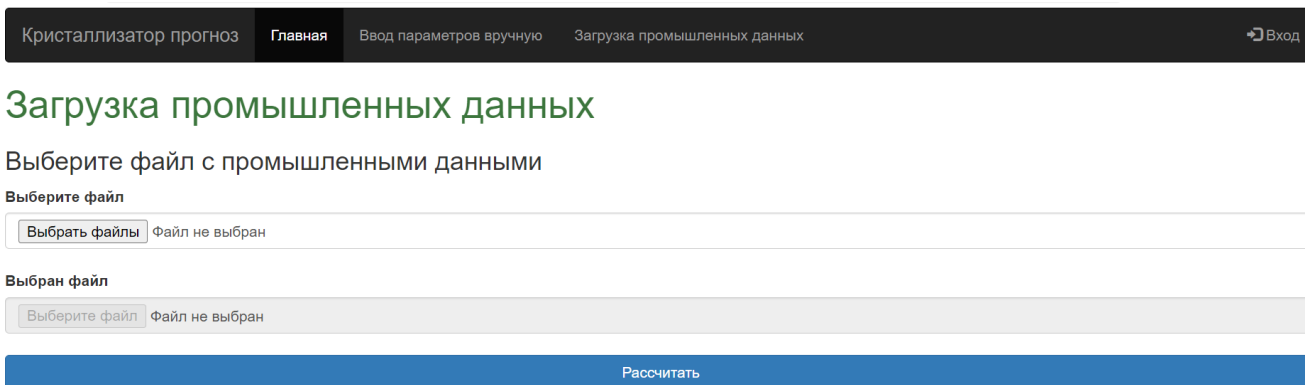 Кристаллизатор прогноз Главная Ввод параметров вручную Загрузка промышленных данных Вход
Загрузка промышленных данных
Выберите файл с промышленными данными
Выберите файл
Выбрать файлы Файл не выбран
Выбран файл
Выберите файл Файл не выбран
Рассчитать